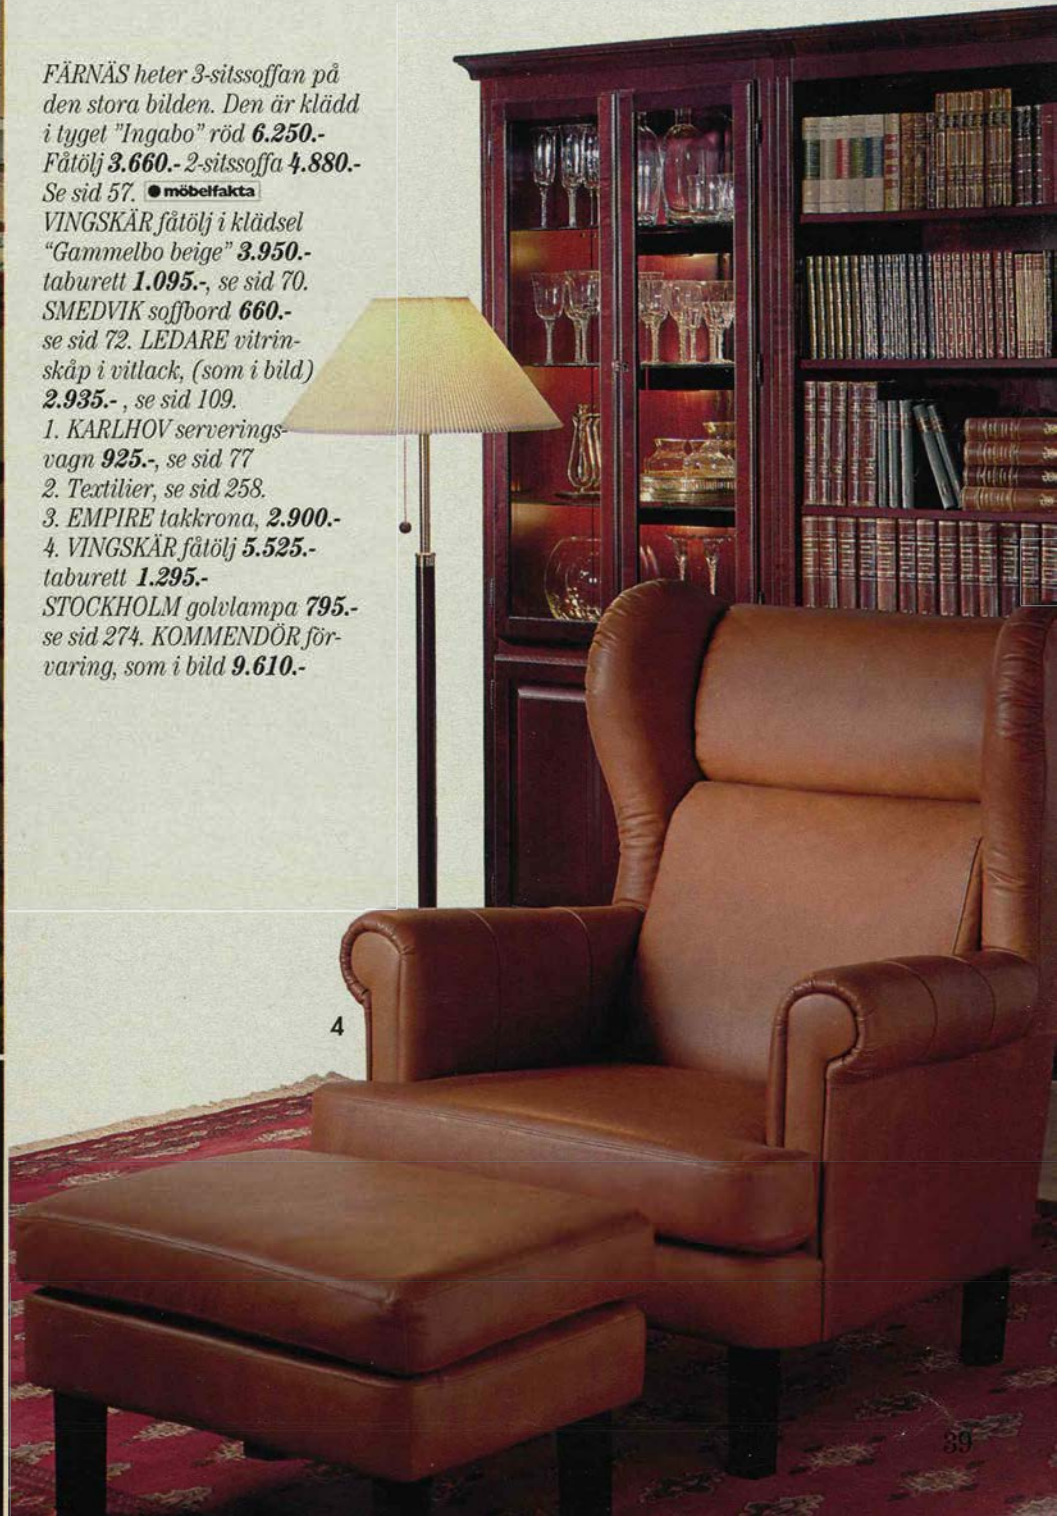 FÄRNÄS heter 3-sitssoffan på
den stora bilden. Den är klädd
i tyget ”Ingabo” röd 6.250.-
Fåtölj 3.660.- 2-sitssoffa 4.880.-
Se sid 57. möbelfakta
VINGSKÄR fåtölj i klädsel
“Gammelbo beige” 3.950.-
taburett 1.095.-, se sid 70.
SMEDVIK soffbord 660.-
se sid 72. LEDARE vitrin-
skåp i vitlack, (som i bild)
2.935.- , se sid 109.
1. KARLHOV serverings-
vagn 925.-, se sid 77
2. Textilier, se sid 258.
3. EMPIRE takkrona, 2.900.-
4. VINGSKÄR fåtölj 5.525.-
taburett 1.295.-
STOCKHOLM golvlampa 795.-
se sid 274. KOMMENDÖR för-
varing, som i bild 9.610.-
4
39